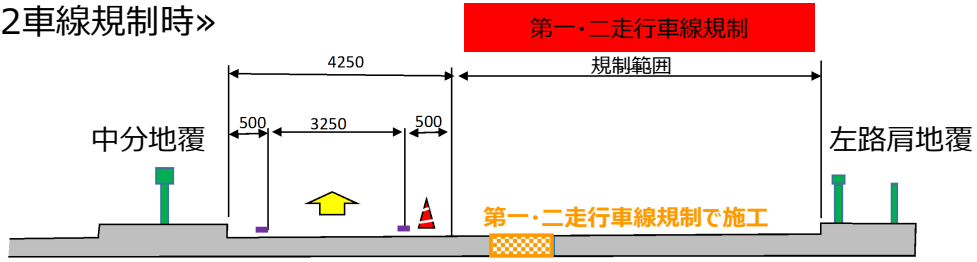 2車線規制時»
第一・二走行車線規制
4250
規制範囲
500
3250
500
中分地覆
左路肩地覆
第一・二走行車線規制で施工